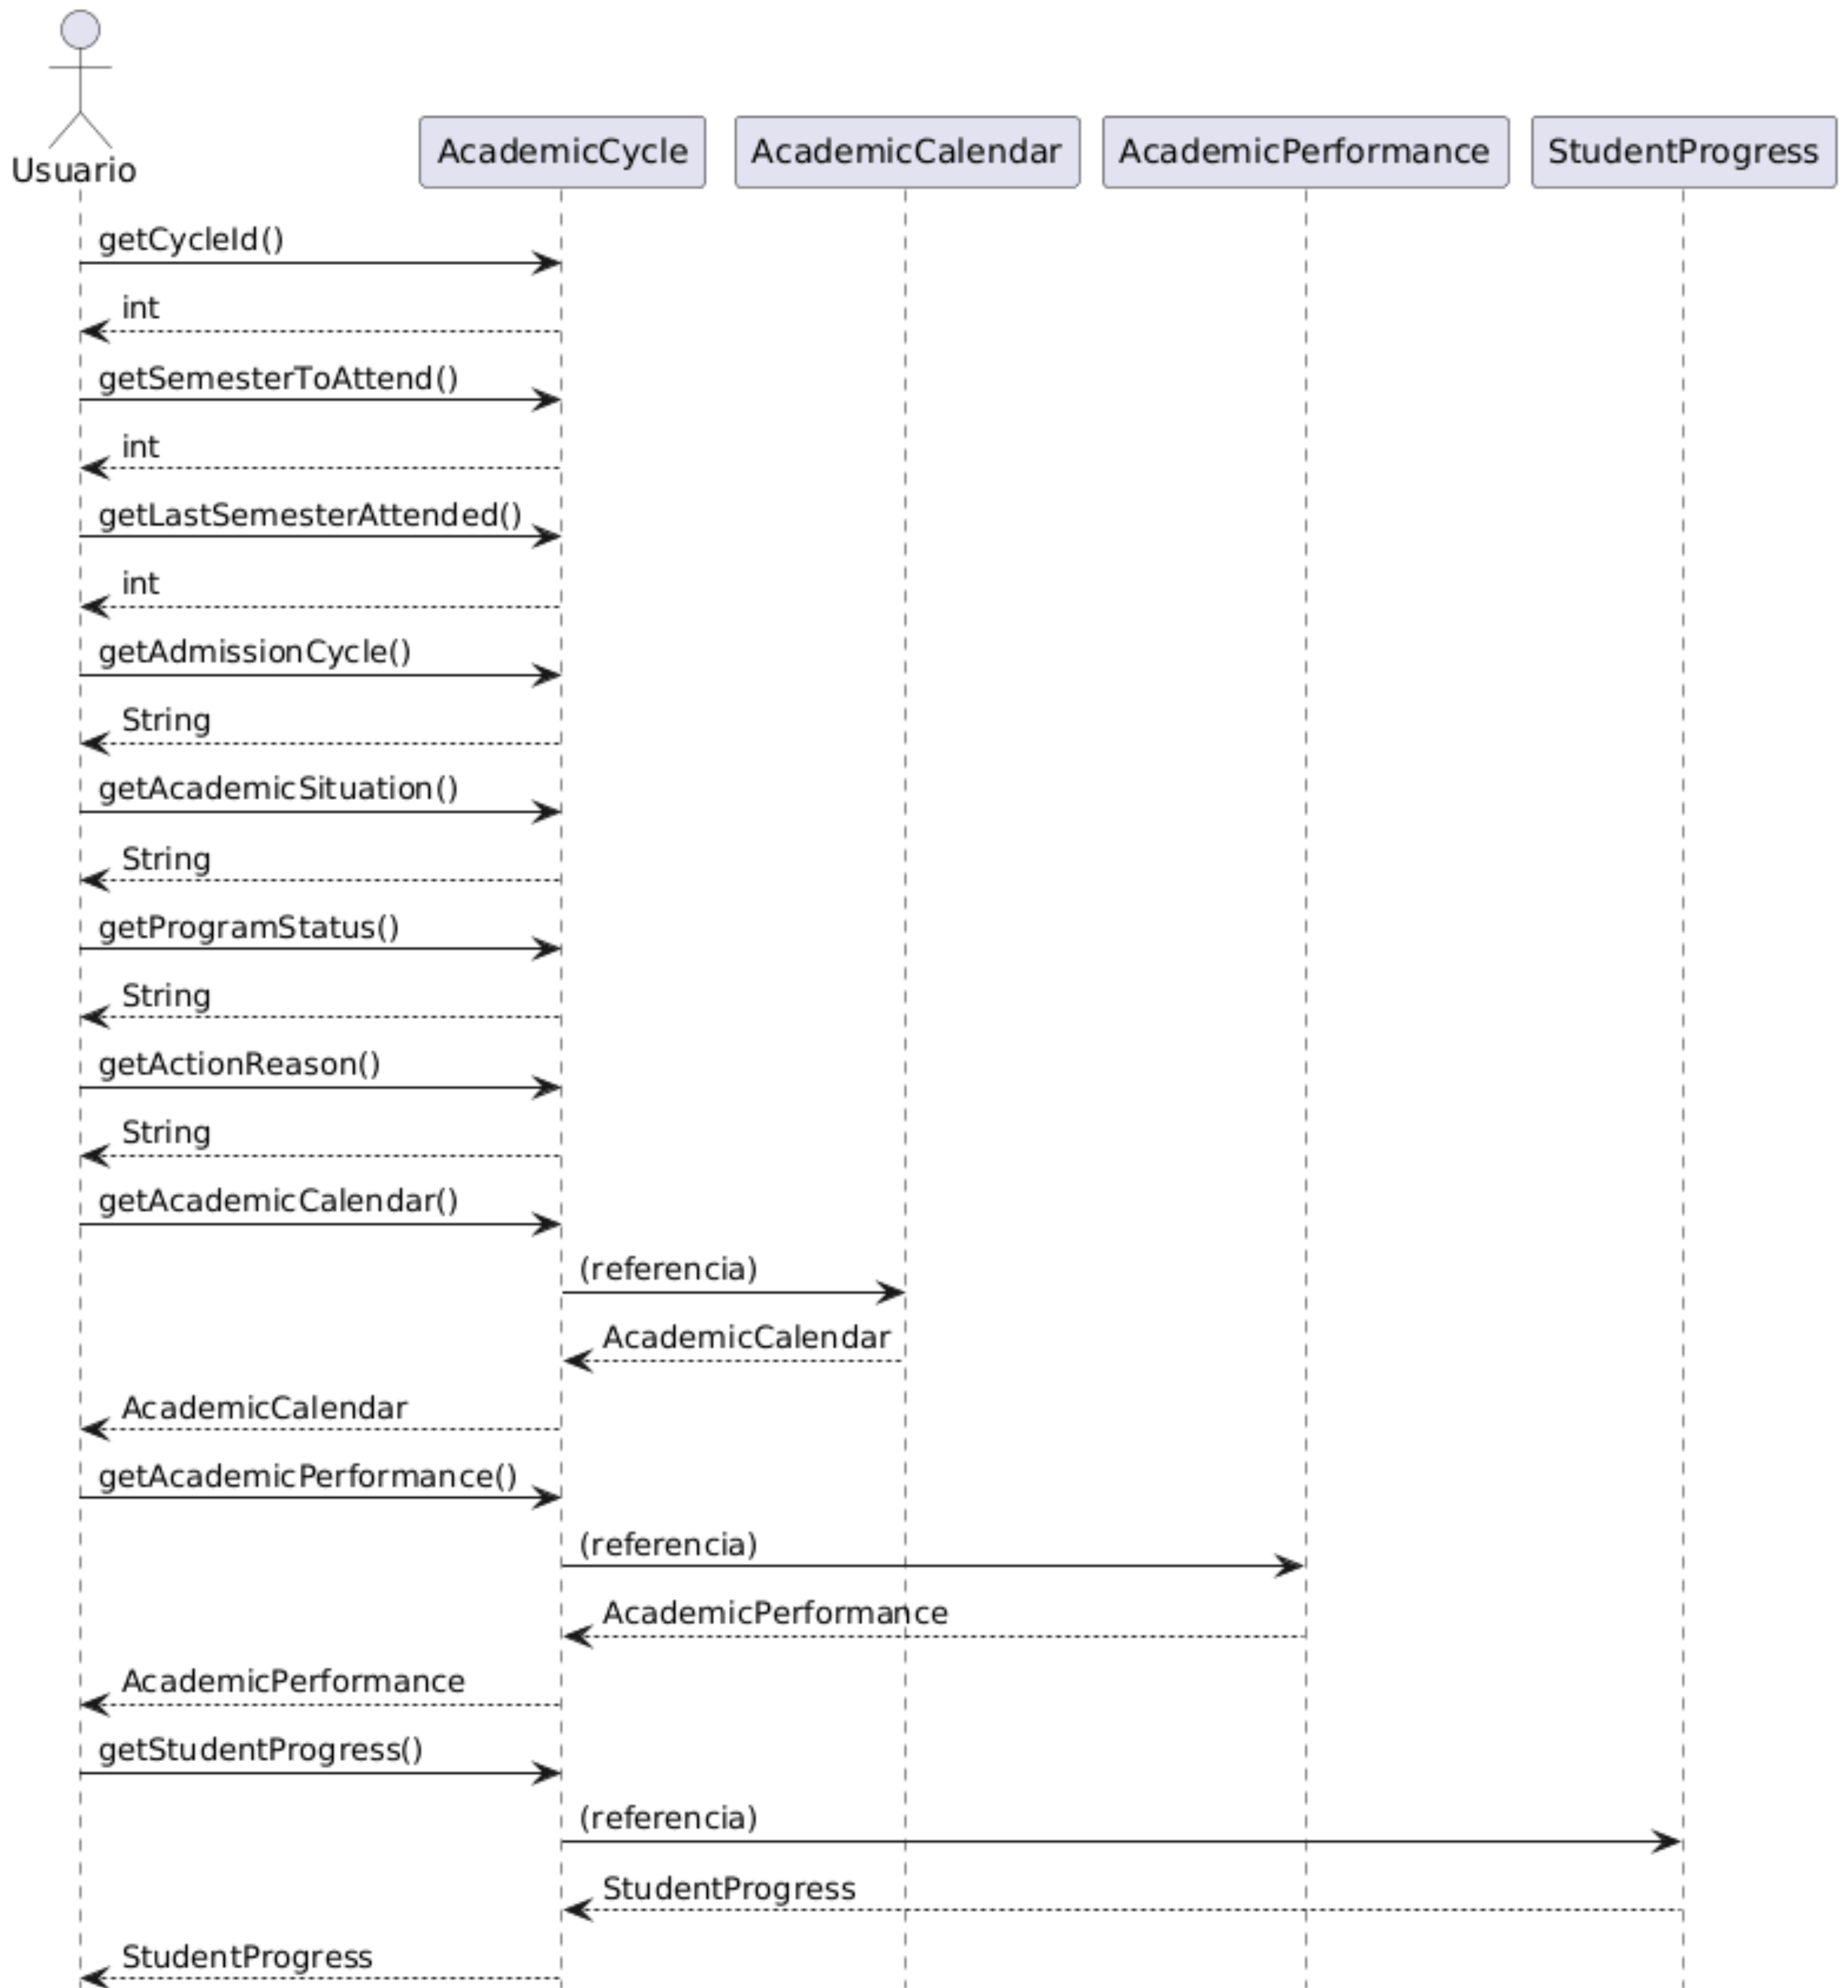 Usuario
AcademicCycle
AcademicCalendar
AcademicPerformance
StudentProgress
getCycleId()
int
getSemesterToAttend()
int
getLastSemesterAttended()
int
getAdmissionCycle()
String
getAcademicSituation()
String
getProgramStatus()
String
getActionReason()
String
getAcademicCalendar()
(referencia)
AcademicCalendar
AcademicCalendar
getAcademicPerformance()
(referencia)
AcademicPerformance
AcademicPerformance
getStudentProgress()
(referencia)
StudentProgress
StudentProgress